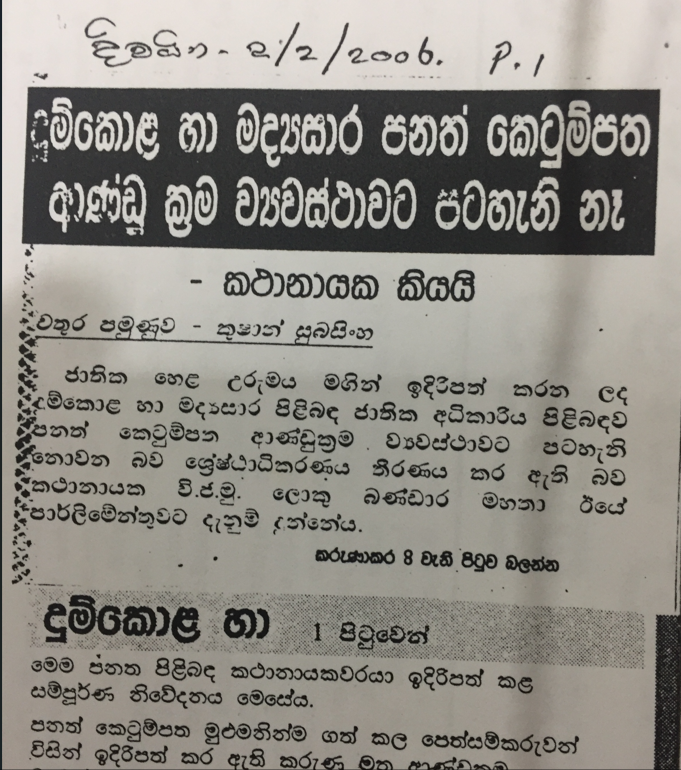 දිවයින - 2/2/2006. P.1
දුම්කොළ හා මද්‍යසාර පනත් කෙටුම්පත
ආණ්ඩු ක්‍රම ව්‍යවස්ථාවට පටහැනි නෑ
- කථානායක කියයි
චතුර පමුණුව - කුෂාන් සුබසිංහ
ජාතික හෙළ උරුමය මගින් ඉදිරිපත් කරන ලද
දුම්කොළ හා මද්‍යසාර පිළිබඳ ජාතික අධිකාරිය පිළිබඳව
පනත් කෙටුම්පත ආණ්ඩුක්‍රම ව්‍යවස්ථාවට පටහැනි
නොවන බව ශ්‍රේෂ්ඨාධිකරණය තීරණය කර ඇති බව
කථානායක වි.ජ.මු. ලොකු බණ්ඩාර මහතා ඊයේ
පාර්ලිමේන්තුවට දැනුම් දුන්නේය.
කරුණාකර 8 වැනි පිටුව බලන්න
දුම්කොළ හා 1 පිටුවෙන්
මෙම පනත පිළිබඳ කථානායකවරයා ඉදිරිපත් කළ
සම්පූර්ණ නිවේදනය මෙසේය.
පනත් කෙටුම්පත මුළුමනින්ම ගත් කල පෙත්සම්කරුවන්
විසින් ඉදිරිපත් කර ඇති කරුණු මත ආණ්ඩුක්‍රම